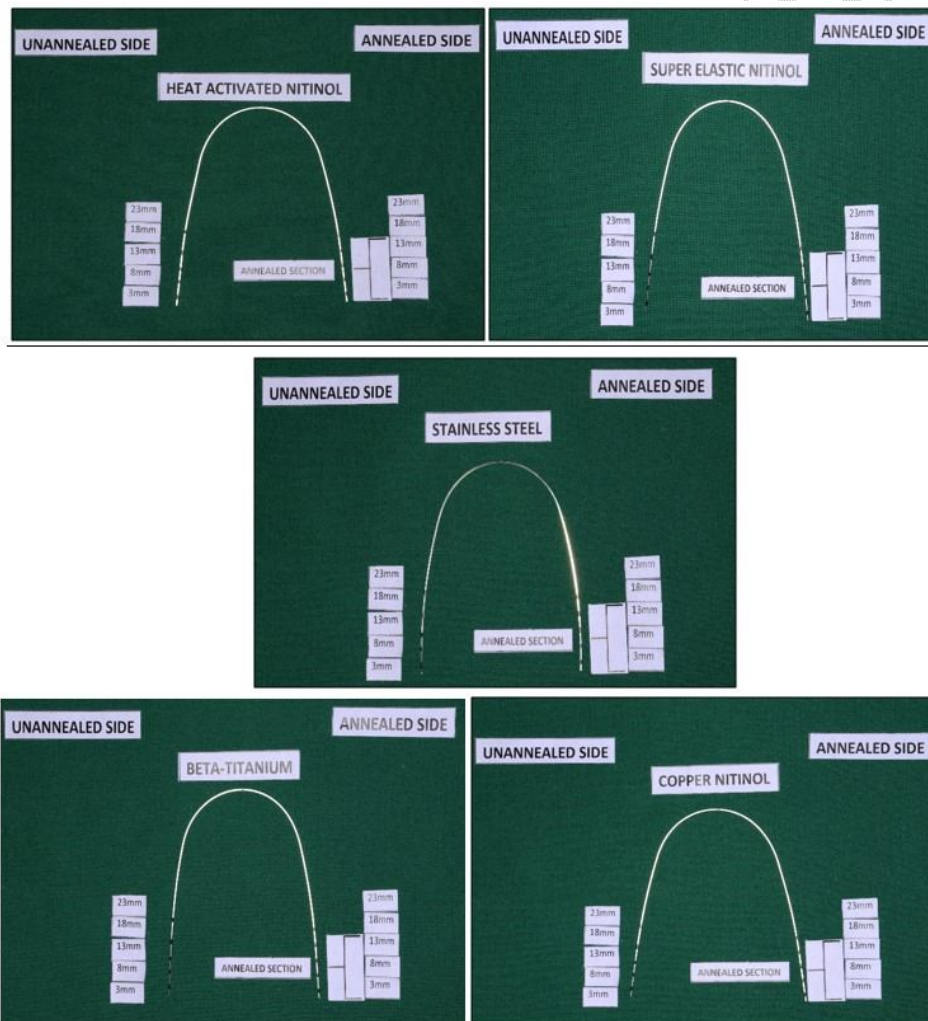 UNANNEALED SIDE
ANNEALED SIDE
HEAT ACTIVATED NITINOL
23mm
18mm
13mm
8mm
3mm
ANNEALED SECTION
23mm
18mm
13mm
8mm
3mm
UNANNEALED SIDE
ANNEALED SIDE
SUPER ELASTIC NITINOL
23mm
18mm
13mm
8mm
3mm
ANNEALED SECTION
23mm
18mm
13mm
8mm
3mm
UNANNEALED SIDE
ANNEALED SIDE
STAINLESS STEEL
23mm
18mm
13mm
8mm
3mm
ANNEALED SECTION
23mm
18mm
13mm
8mm
3mm
UNANNEALED SIDE
ANNEALED SIDE
BETA-TITANIUM
23mm
18mm
13mm
8mm
3mm
ANNEALED SECTION
23mm
18mm
13mm
8mm
3mm
UNANNEALED SIDE
ANNEALED SIDE
COPPER NITINOL
23mm
18mm
13mm
8mm
3mm
ANNEALED SECTION
23mm
18mm
13mm
8mm
3mm